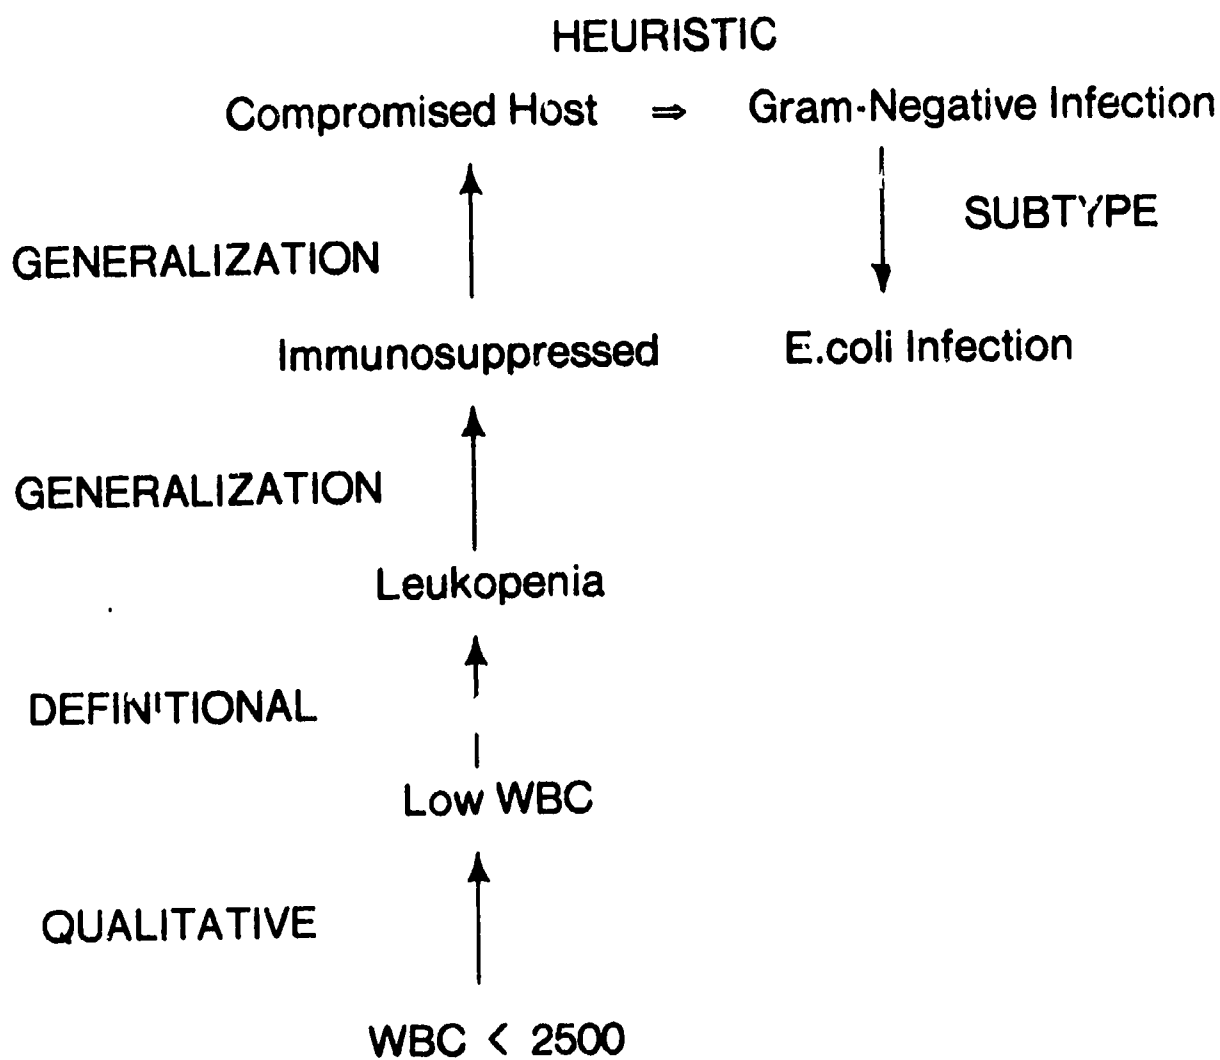 HEURISTIC
Compromised Host ⇒ Gram-Negative Infection
SUBTYPE
GENERALIZATION
Immunosuppressed E.coli Infection
GENERALIZATION
Leukopenia
DEFINITIONAL
Low WBC
QUALITATIVE
WBC < 2500